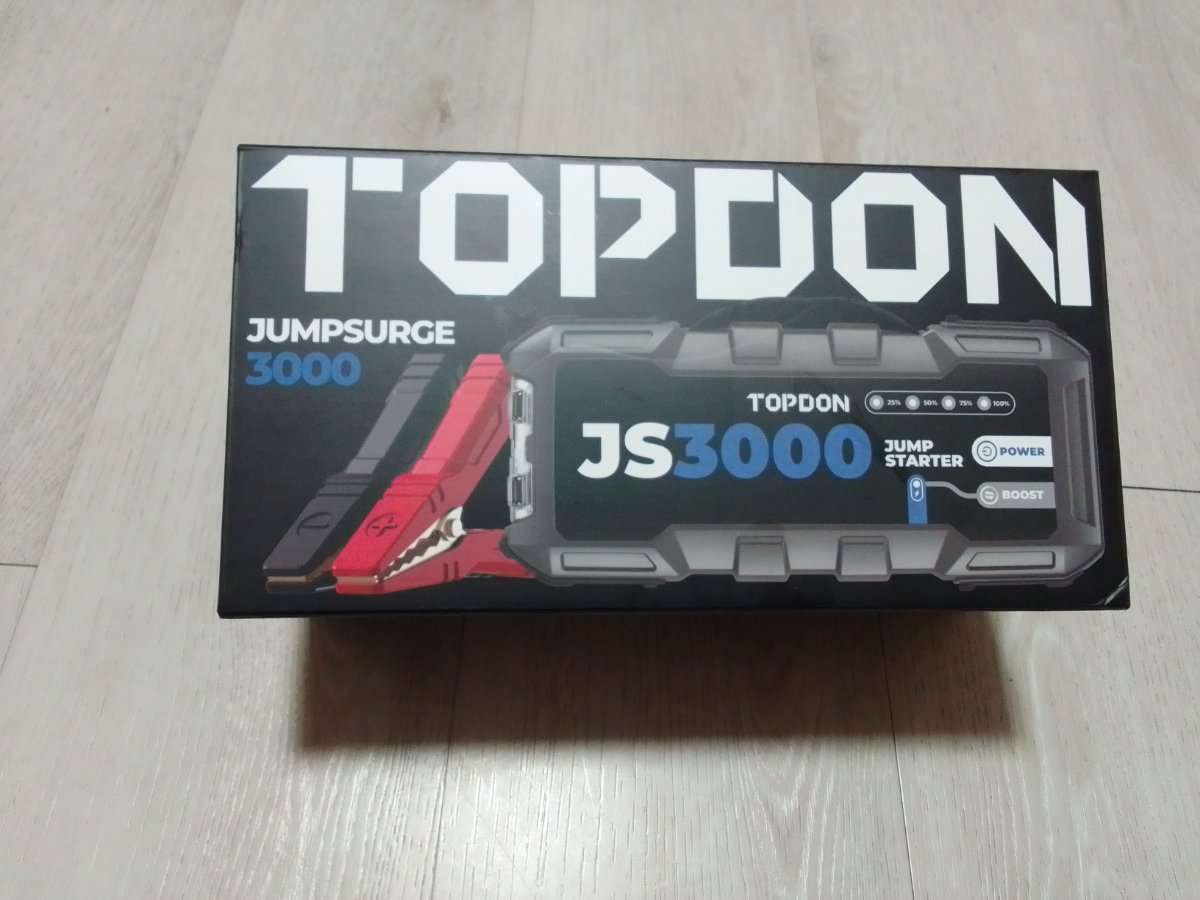 TOPDON
JUMPSURGE
3000
TOPDON
25% 50% 75% 100%
JS3000
JUMP
STARTER
POWER
BOOST